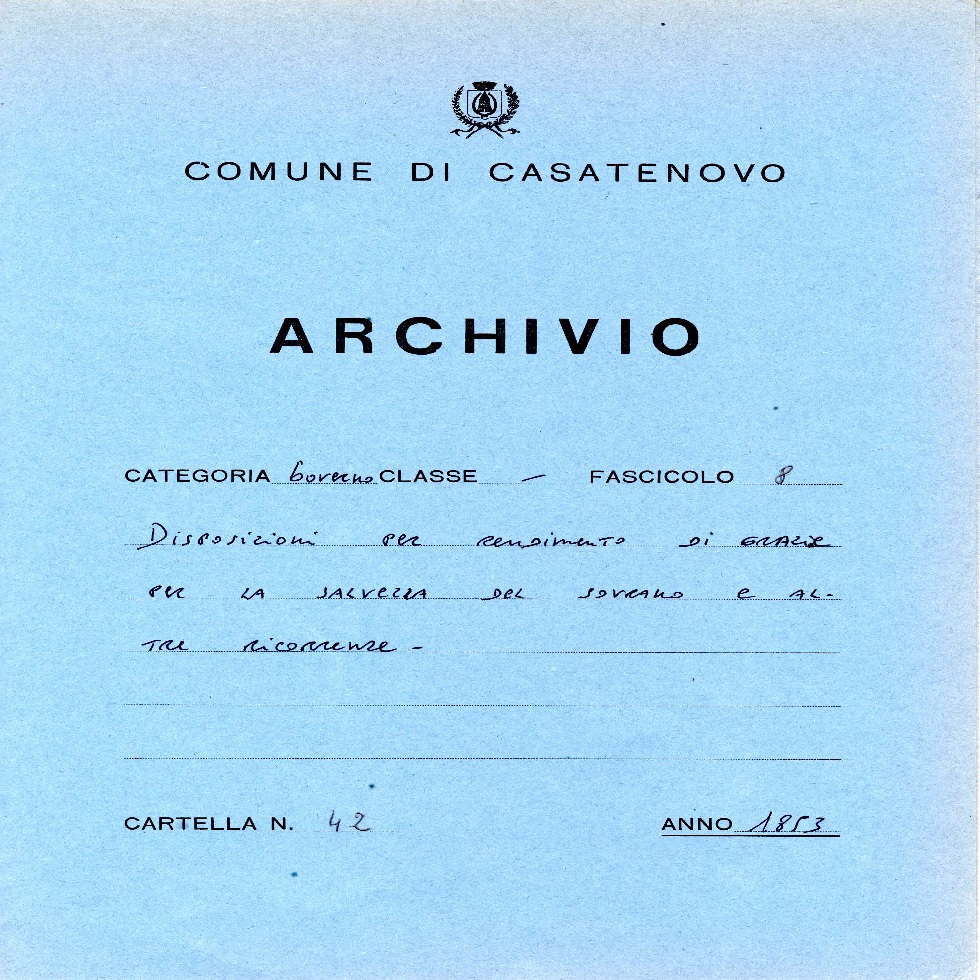 COMUNE DI CASATENOVO
ARCHIVIO
CATEGORIA Governo CLASSE — FASCICOLO 8
Disposizioni per rendimento di grazie
per la salvezza del sovrano e al-
tre ricorrenze -
CARTELLA N. 42 ANNO 1853